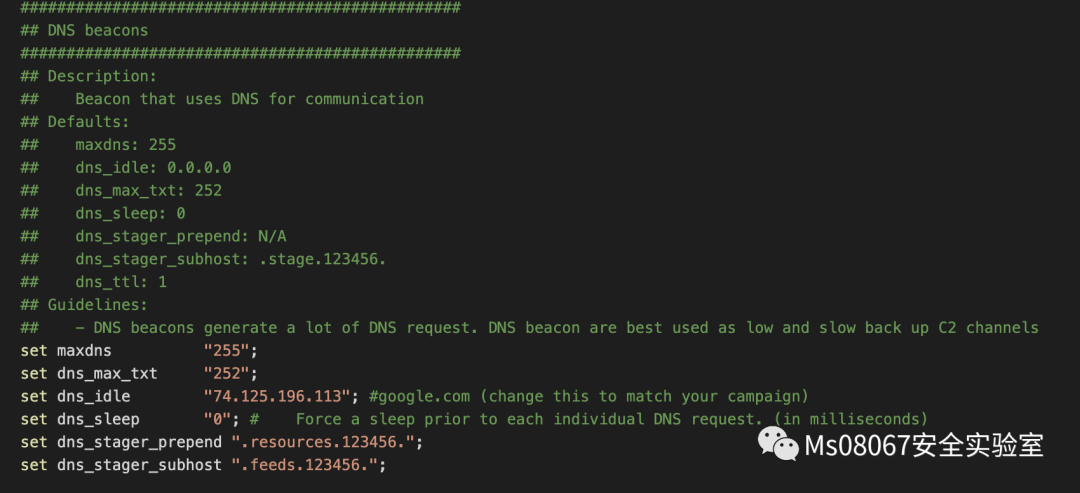 ################################################
## DNS beacons
################################################
## Description:
##    Beacon that uses DNS for communication
## Defaults:
##    maxdns: 255
##    dns_idle: 0.0.0.0
##    dns_max_txt: 252
##    dns_sleep: 0
##    dns_stager_prepend: N/A
##    dns_stager_subhost: .stage.123456.
##    dns_ttl: 1
## Guidelines:
##    - DNS beacons generate a lot of DNS request. DNS beacon are best used as low and slow back up C2 channels
set maxdns          "255";
set dns_max_txt     "252";
set dns_idle        "74.125.196.113"; #google.com (change this to match your campaign)
set dns_sleep       "0"; #    Force a sleep prior to each individual DNS request. (in milliseconds)
set dns_stager_prepend ".resources.123456.";
set dns_stager_subhost ".feeds.123456.";
Ms08067安全实验室